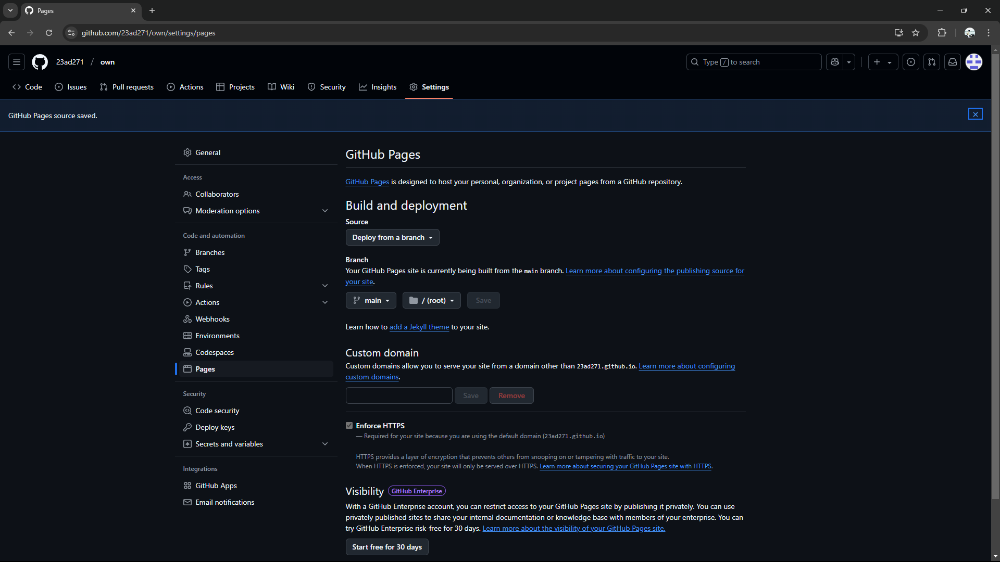 Pages
github.com/23ad271/own/settings/pages
23ad271 / own
Type / to search
Code Issues Pull requests Actions Projects Wiki Security Insights Settings
GitHub Pages source saved.
General
Access
Collaborators
Moderation options
Code and automation
Branches
Tags
Rules
Actions
Webhooks
Environments
Codespaces
Pages
Security
Code security
Deploy keys
Secrets and variables
Integrations
GitHub Apps
Email notifications
GitHub Pages
GitHub Pages is designed to host your personal, organization, or project pages from a GitHub repository.
Build and deployment
Source
Deploy from a branch
Branch
Your GitHub Pages site is currently being built from the main branch. Learn more about configuring the publishing source for
your site.
main / (root) Save
Learn how to add a Jekyll theme to your site.
Custom domain
Custom domains allow you to serve your site from a domain other than 23ad271.github.io. Learn more about configuring
custom domains.
Save Remove
Enforce HTTPS
— Required for your site because you are using the default domain (23ad271.github.io)
HTTPS provides a layer of encryption that prevents others from snooping on or tampering with traffic to your site.
When HTTPS is enforced, your site will only be served over HTTPS. Learn more about securing your GitHub Pages site with HTTPS.
Visibility GitHub Enterprise
With a GitHub Enterprise account, you can restrict access to your GitHub Pages site by publishing it privately. You can use
privately published sites to share your internal documentation or knowledge base with members of your enterprise. You can
try GitHub Enterprise risk-free for 30 days. Learn more about the visibility of your GitHub Pages site.
Start free for 30 days